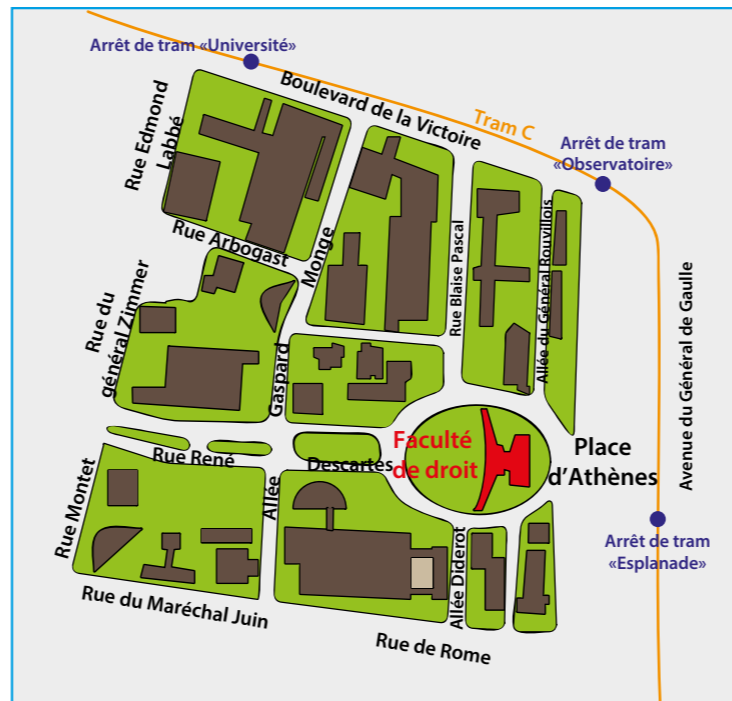 Arrêt de tram «Université»
Boulevard de la Victoire
Tram C
Arrêt de tram
«Observatoire»
Rue Edmond
Labbé
Rue Arbogast
Monge
Rue Blaise Pascal
Allée du Général Rouvillois
Rue du
général Zimmer
Gaspard
Avenue du Général de Gaulle
Faculté
de droit
Place
d'Athènes
Rue René
Descartes
Rue Montet
Allée
Arrêt de tram
«Esplanade»
Allée Diderot
Rue du Maréchal Juin
Rue de Rome